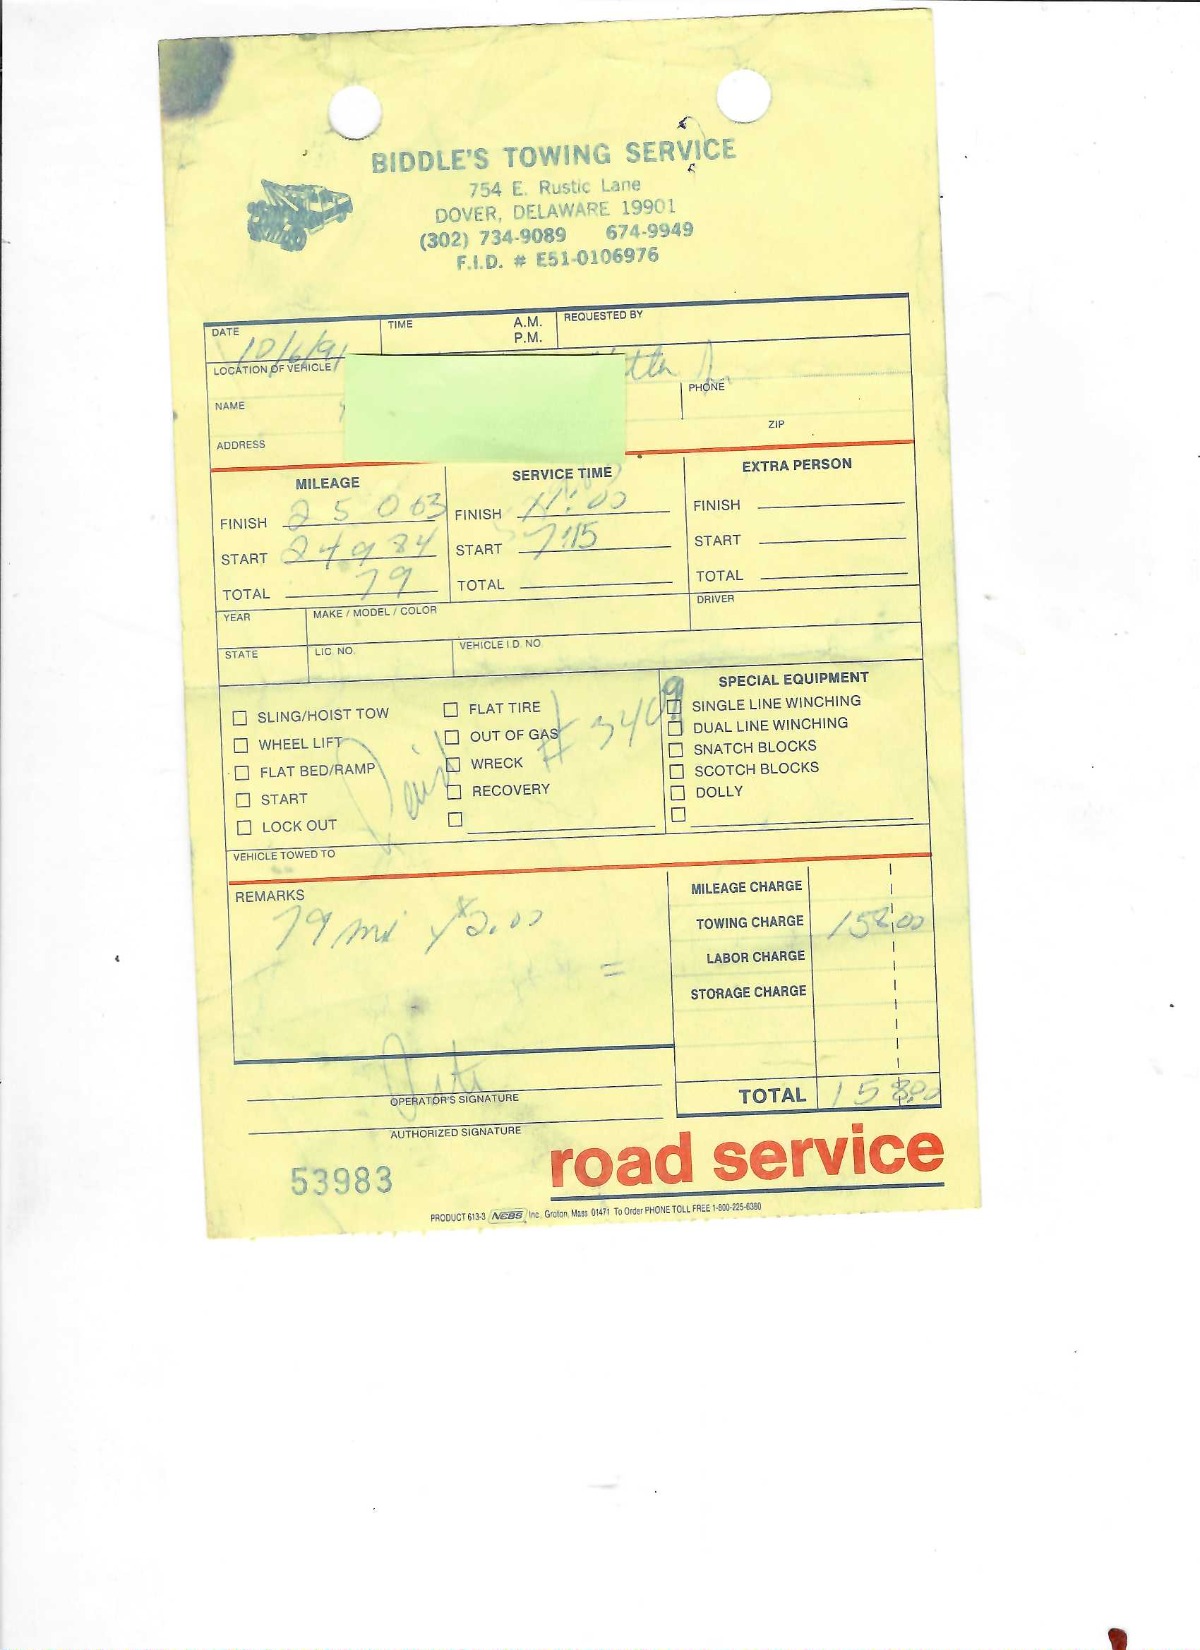 BIDDLE'S TOWING SERVICE
754 E. Rustic Lane
DOVER, DELAWARE 19901
(302) 734-9089 674-9949
F.I.D. # E51-0106976
DATE 10/6/91 TIME A.M. P.M. REQUESTED BY
LOCATION OF VEHICLE
NAME PHONE
ADDRESS ZIP
MILEAGE SERVICE TIME EXTRA PERSON
FINISH 25063 FINISH 11:00 FINISH
START 24984 START 7:15 START
TOTAL 79 TOTAL TOTAL
YEAR MAKE / MODEL / COLOR DRIVER
STATE LIC. NO. VEHICLE I.D. NO.
SPECIAL EQUIPMENT
SLING/HOIST TOW FLAT TIRE SINGLE LINE WINCHING
WHEEL LIFT OUT OF GAS DUAL LINE WINCHING
FLAT BED/RAMP WRECK SNATCH BLOCKS
START RECOVERY SCOTCH BLOCKS
LOCK OUT DOLLY
Paid # 3409
VEHICLE TOWED TO
REMARKS MILEAGE CHARGE
79 mi x $2.00 TOWING CHARGE 158.00
= LABOR CHARGE
STORAGE CHARGE
TOTAL 158.00
OPERATOR'S SIGNATURE
AUTHORIZED SIGNATURE
53983 road service
PRODUCT 613-3 NEBS Inc., Groton, Mass 01471 To Order PHONE TOLL FREE 1-800-225-6380